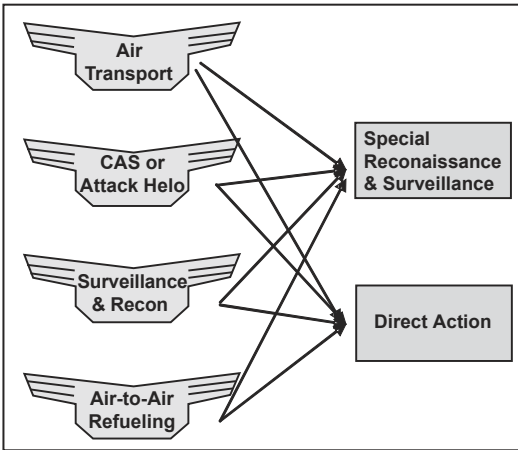 Air
Transport
CAS or
Attack Helo
Surveillance
& Recon
Air-to-Air
Refueling
Special
Reconaissance
& Surveillance
Direct Action